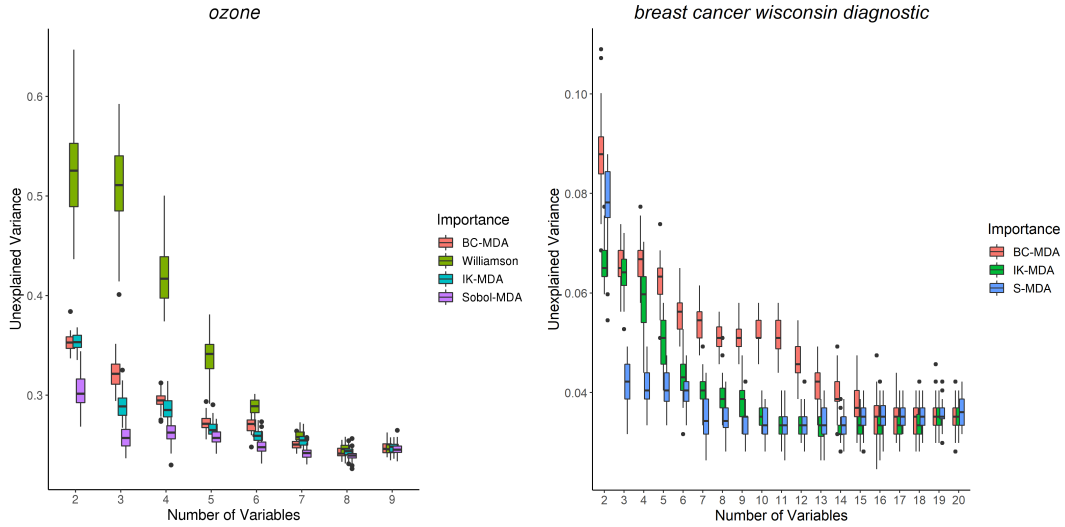 ozone
Unexplained Variance
0.6
0.5
0.4
0.3
2 3 4 5 6 7 8 9
Number of Variables
Importance
BC-MDA
Williamson
IK-MDA
Sobol-MDA
breast cancer wisconsin diagnostic
Unexplained Variance
0.10
0.08
0.06
0.04
2 3 4 5 6 7 8 9 10 11 12 13 14 15 16 17 18 19 20
Number of Variables
Importance
BC-MDA
IK-MDA
S-MDA